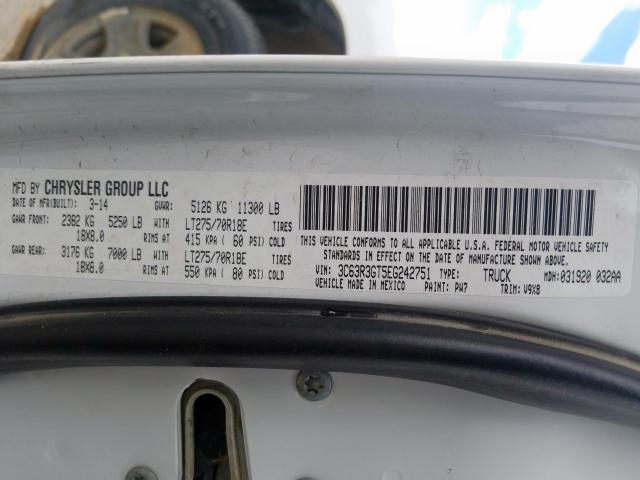 MFD BY CHRYSLER GROUP LLC
DATE OF MFR(BUILT): 3-14 GVWR: 5126 KG 11300 LB
GAWR FRONT: 2382 KG 5250 LB WITH LT275/70R18E TIRES
18X8.0 RIMS AT 415 KPA ( 60 PSI) COLD
GAWR REAR: 3176 KG 7000 LB WITH LT275/70R18E TIRES
18X8.0 RIMS AT 550 KPA ( 80 PSI) COLD
THIS VEHICLE CONFORMS TO ALL APPLICABLE U.S.A. FEDERAL MOTOR VEHICLE SAFETY
STANDARDS IN EFFECT ON THE DATE OF MANUFACTURE SHOWN ABOVE.
VIN: 3C63R3GT5EG242751 TYPE: TRUCK MDH: 031920 032AA
VEHICLE MADE IN MEXICO PAINT: PW7 TRIM: V9X8